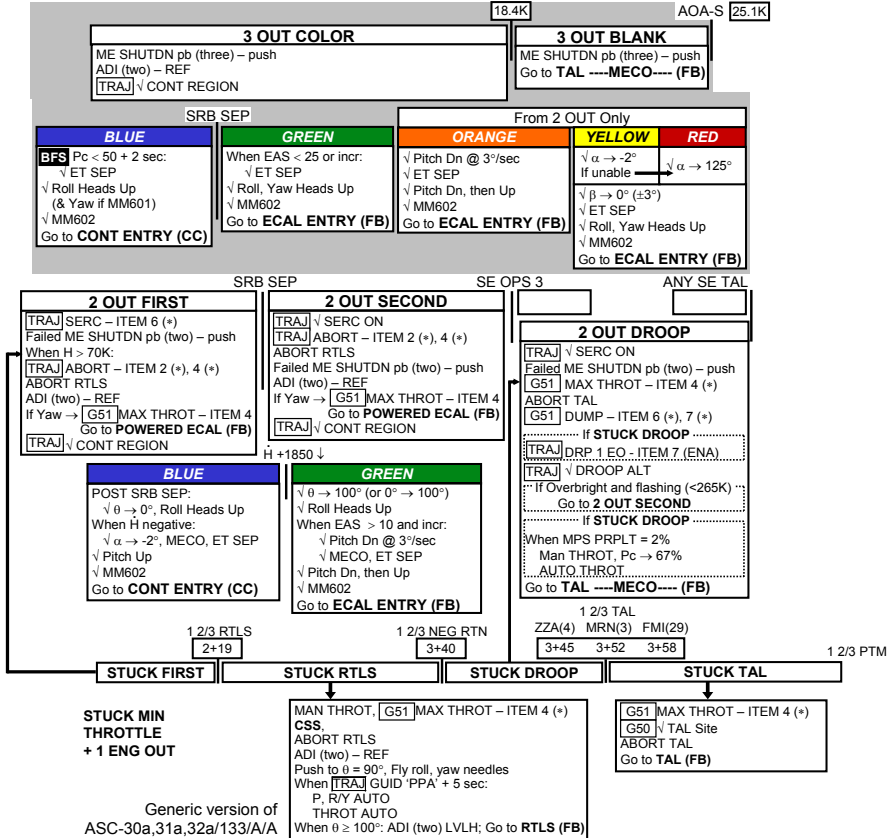 18.4K
AOA-S 25.1K
3 OUT COLOR
ME SHUTDN pb (three) – push
ADI (two) – REF
TRAJ √ CONT REGION
3 OUT BLANK
ME SHUTDN pb (three) – push
Go to TAL ----MECO---- (FB)
SRB SEP
From 2 OUT Only
BLUE
BFS Pc < 50 + 2 sec:
√ ET SEP
√ Roll Heads Up
(& Yaw if MM601)
√ MM602
Go to CONT ENTRY (CC)
GREEN
When EAS < 25 or incr:
√ ET SEP
√ Roll, Yaw Heads Up
√ MM602
Go to ECAL ENTRY (FB)
ORANGE
√ Pitch Dn @ 3°/sec
√ ET SEP
√ Pitch Dn, then Up
√ MM602
Go to ECAL ENTRY (FB)
YELLOW
RED
√ α → -2°
If unable
√ α → 125°
√ β → 0° (±3°)
√ ET SEP
√ Roll, Yaw Heads Up
√ MM602
Go to ECAL ENTRY (FB)
SRB SEP
SE OPS 3
ANY SE TAL
2 OUT FIRST
TRAJ SERC – ITEM 6 (∗)
Failed ME SHUTDN pb (two) – push
When H > 70K:
TRAJ ABORT – ITEM 2 (∗), 4 (∗)
ABORT RTLS
ADI (two) – REF
If Yaw → G51 MAX THROT – ITEM 4
Go to POWERED ECAL (FB)
TRAJ √ CONT REGION
2 OUT SECOND
TRAJ √ SERC ON
TRAJ ABORT – ITEM 2 (∗), 4 (∗)
ABORT RTLS
Failed ME SHUTDN pb (two) – push
ADI (two) – REF
If Yaw → G51 MAX THROT – ITEM 4
Go to POWERED ECAL (FB)
TRAJ √ CONT REGION
2 OUT DROOP
TRAJ √ SERC ON
Failed ME SHUTDN pb (two) – push
G51 MAX THROT – ITEM 4 (∗)
ABORT TAL
G51 DUMP – ITEM 6 (∗), 7 (∗)
If STUCK DROOP
TRAJ DRP 1 EO - ITEM 7 (ENA)
TRAJ √ DROOP ALT
If Overbright and flashing (<265K)
Go to 2 OUT SECOND
If STUCK DROOP
When MPS PRPLT = 2%
Man THROT, Pc → 67%
AUTO THROT
Go to TAL ----MECO---- (FB)
Ḣ +1850 ↓
BLUE
POST SRB SEP:
√ θ → 0°, Roll Heads Up
When Ḣ negative:
√ α → -2°, MECO, ET SEP
√ Pitch Up
√ MM602
Go to CONT ENTRY (CC)
GREEN
√ θ → 100° (or 0° → 100°)
√ Roll Heads Up
When EAS > 10 and incr:
√ Pitch Dn @ 3°/sec
√ MECO, ET SEP
√ Pitch Dn, then Up
√ MM602
Go to ECAL ENTRY (FB)
1 2/3 RTLS
2+19
1 2/3 NEG RTN
3+40
1 2/3 TAL
ZZA(4) MRN(3) FMI(29)
3+45 3+52 3+58
1 2/3 PTM
STUCK FIRST
STUCK RTLS
STUCK DROOP
STUCK TAL
STUCK MIN
THROTTLE
+ 1 ENG OUT
MAN THROT, G51 MAX THROT – ITEM 4 (∗)
CSS,
ABORT RTLS
ADI (two) – REF
Push to θ = 90°, Fly roll, yaw needles
When TRAJ GUID 'PPA' + 5 sec:
P, R/Y AUTO
THROT AUTO
When θ ≥ 100°: ADI (two) LVLH; Go to RTLS (FB)
G51 MAX THROT – ITEM 4 (∗)
G50 √ TAL Site
ABORT TAL
Go to TAL (FB)
Generic version of
ASC-30a,31a,32a/133/A/A